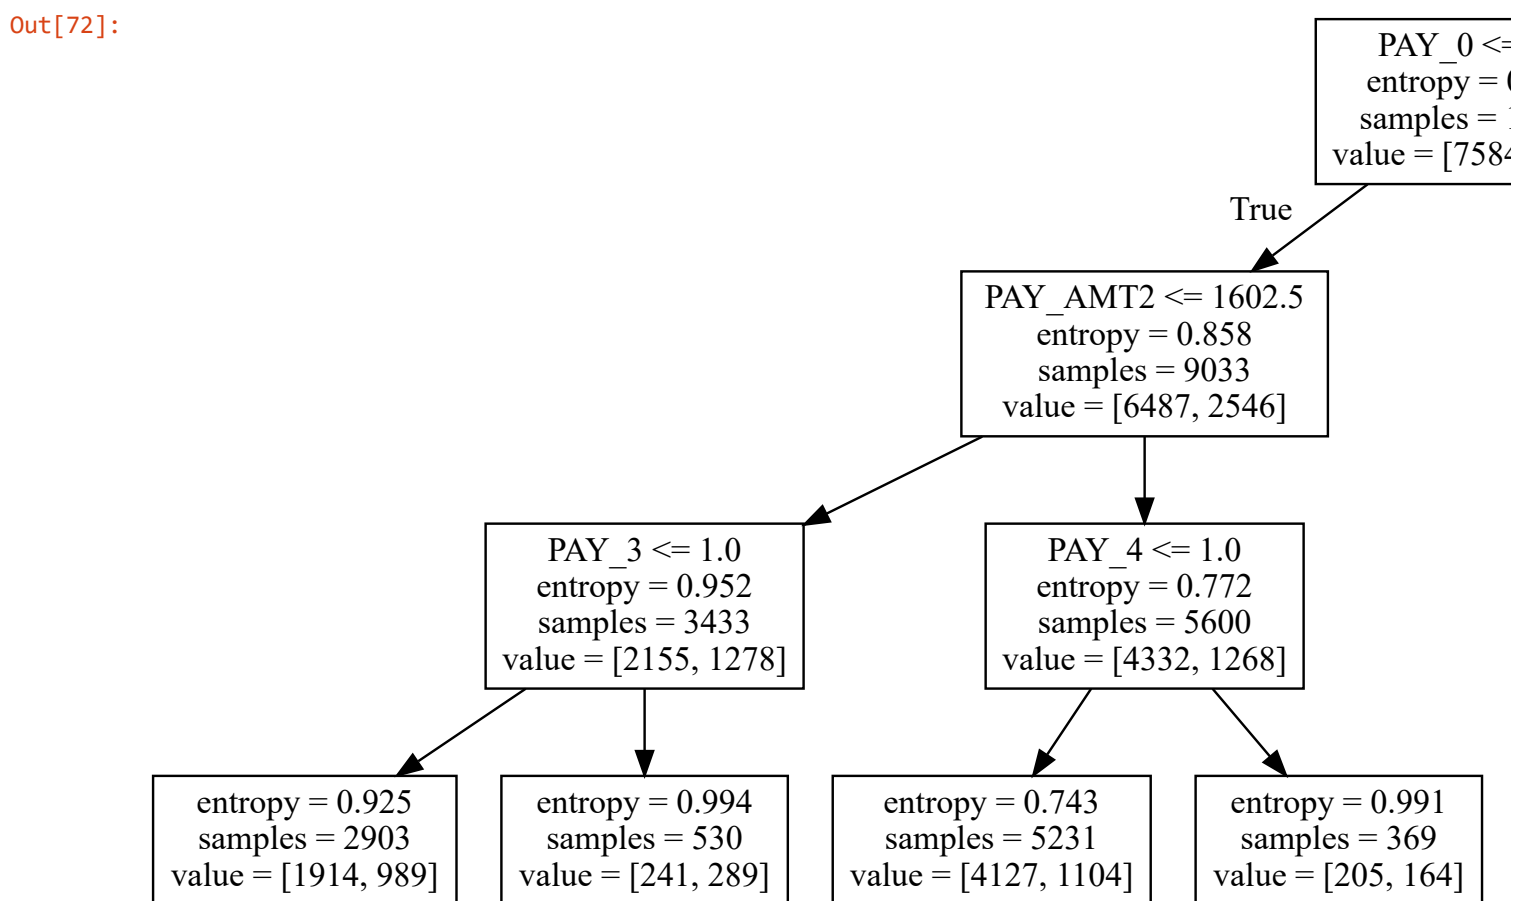 Out[72]:
PAY_0 <=
entropy =
samples =
value = [7584
True
PAY_AMT2 <= 1602.5
entropy = 0.858
samples = 9033
value = [6487, 2546]
PAY_3 <= 1.0
entropy = 0.952
samples = 3433
value = [2155, 1278]
PAY_4 <= 1.0
entropy = 0.772
samples = 5600
value = [4332, 1268]
entropy = 0.925
samples = 2903
value = [1914, 989]
entropy = 0.994
samples = 530
value = [241, 289]
entropy = 0.743
samples = 5231
value = [4127, 1104]
entropy = 0.991
samples = 369
value = [205, 164]